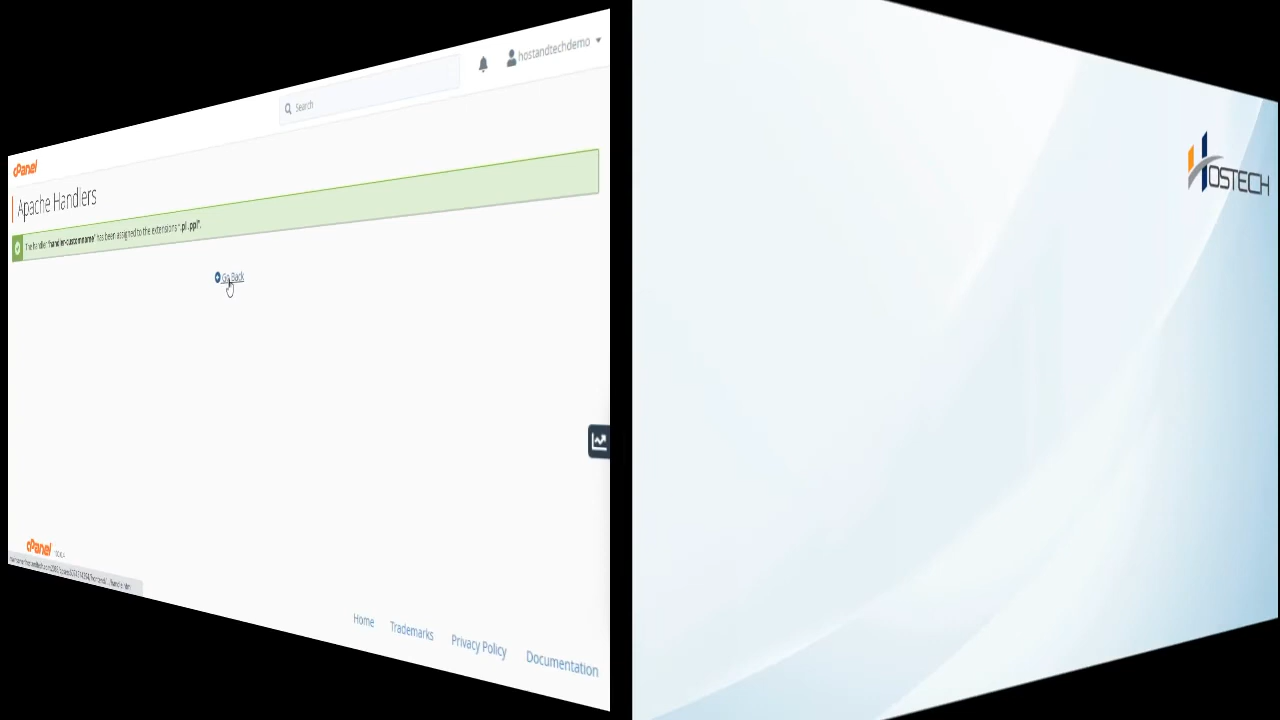 hostandtechdemo
Search
cPanel
Apache Handlers
The handler "handler-customname" has been assigned to the extensions ".pl .ppl".
Go Back
cPanel
Home Trademarks Privacy Policy Documentation
HOSTECH